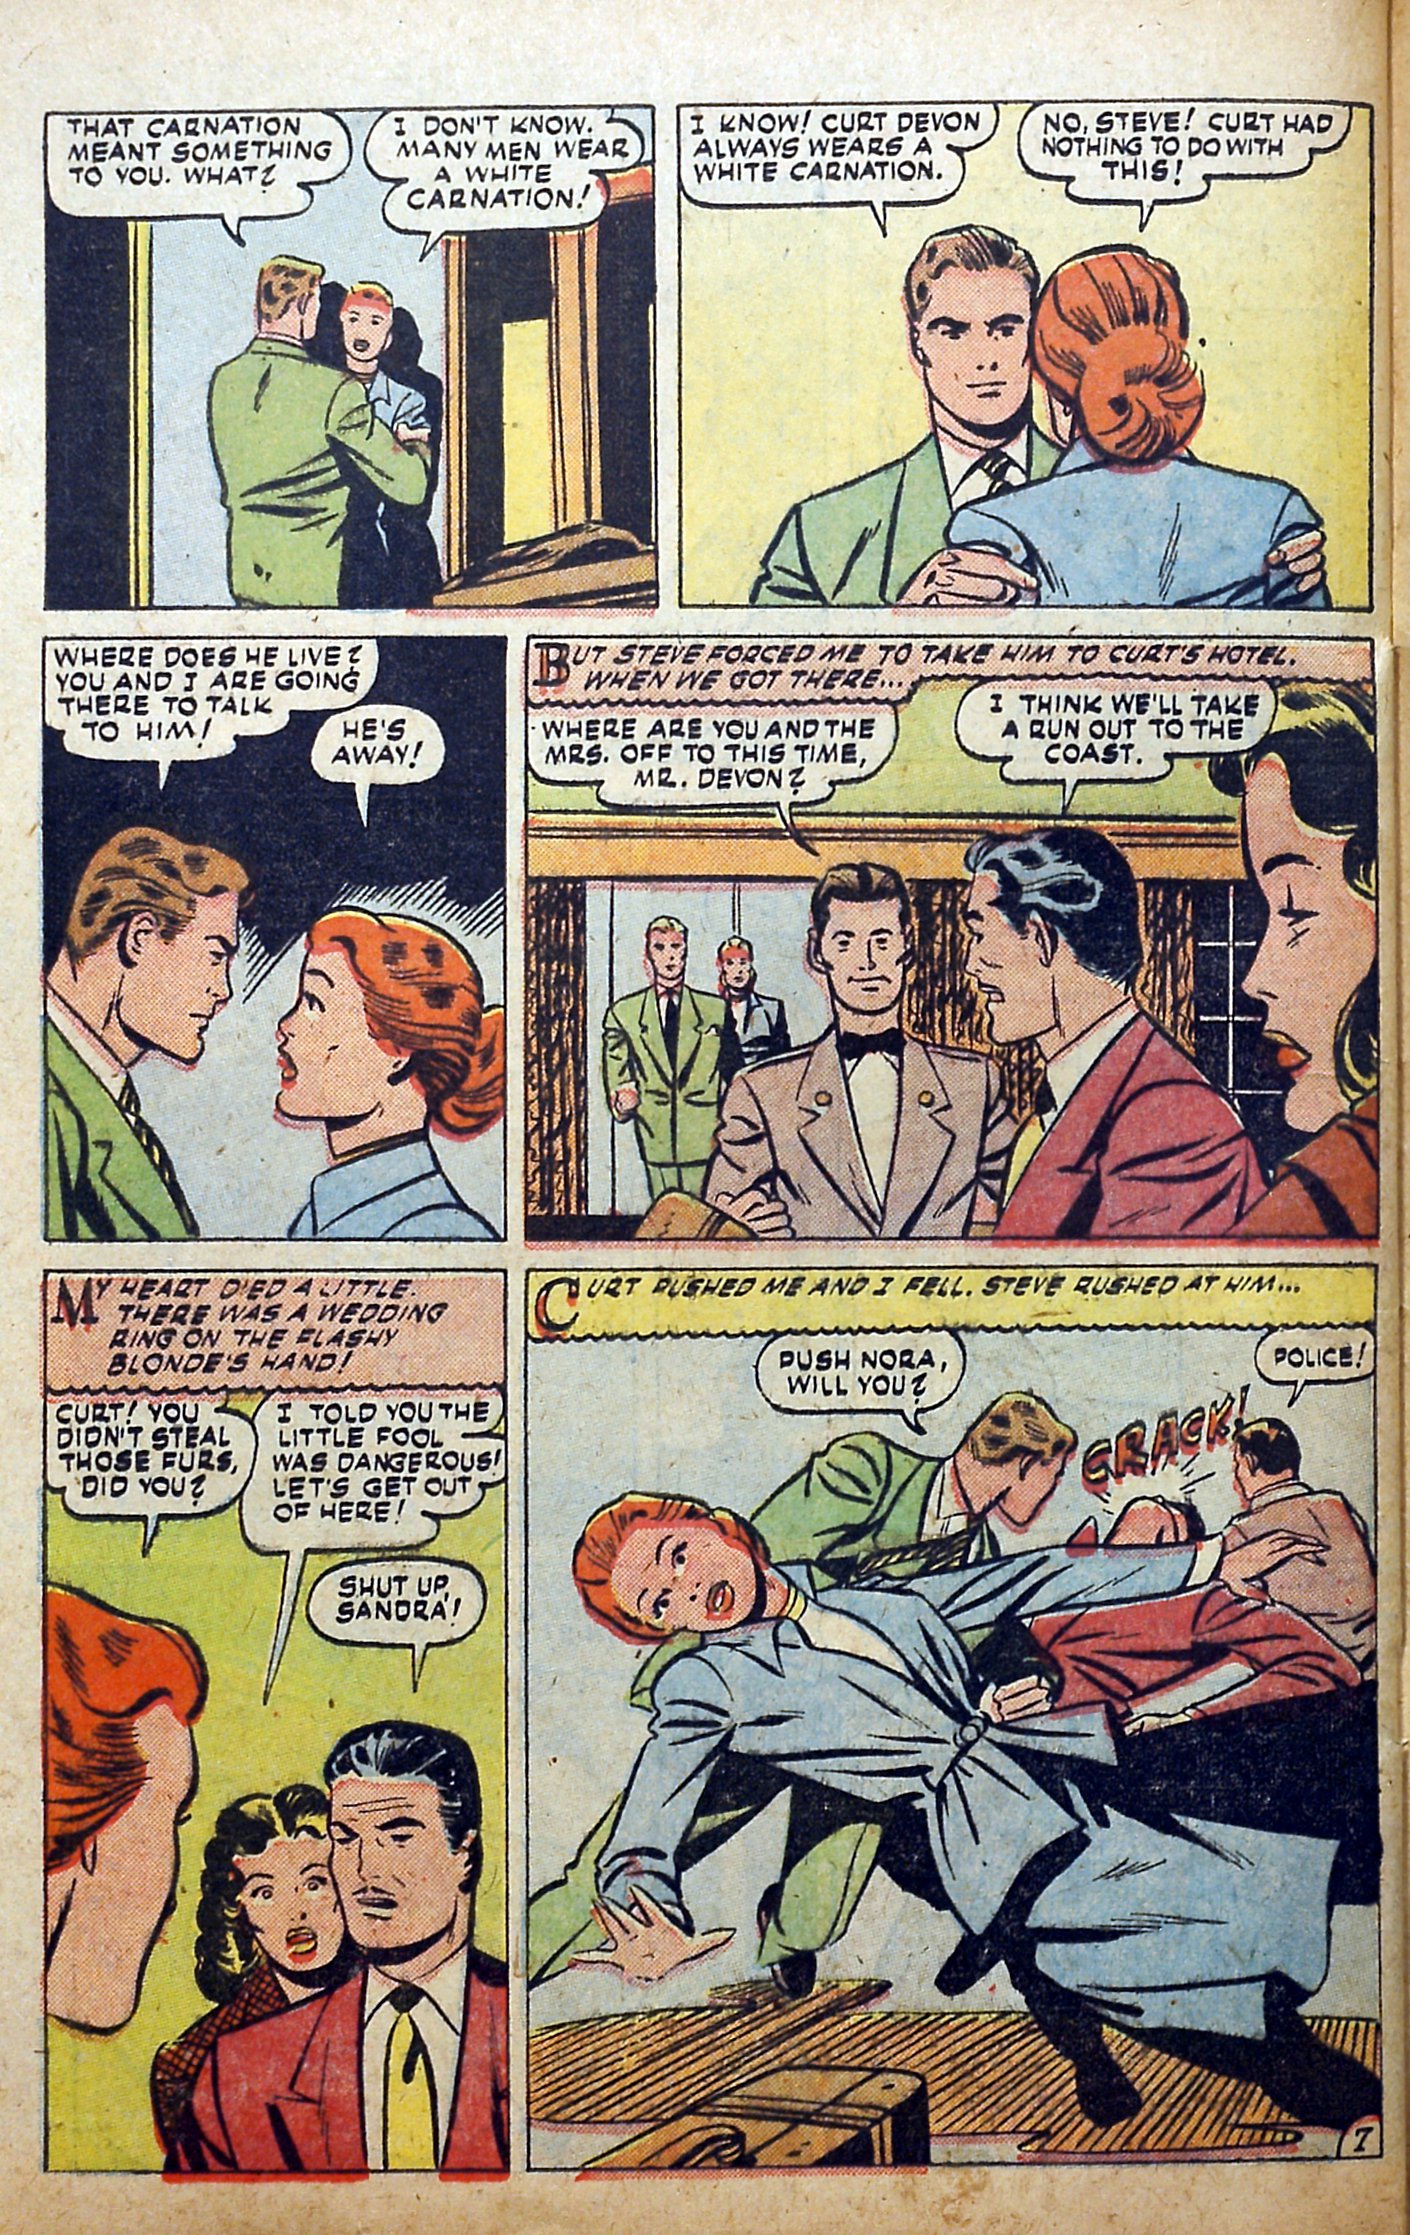 THAT CARNATION
MEANT SOMETHING
TO YOU. WHAT?
I DON'T KNOW.
MANY MEN WEAR
A WHITE
CARNATION!
I KNOW! CURT DEVON
ALWAYS WEARS A
WHITE CARNATION.
NO, STEVE! CURT HAD
NOTHING TO DO WITH
THIS!
WHERE DOES HE LIVE?
YOU AND I ARE GOING
THERE TO TALK
TO HIM!
HE'S
AWAY!
BUT STEVE FORCED ME TO TAKE HIM TO CURT'S HOTEL.
WHEN WE GOT THERE...
WHERE ARE YOU AND THE
MRS. OFF TO THIS TIME,
MR. DEVON?
I THINK WE'LL TAKE
A RUN OUT TO THE
COAST.
MY HEART DIED A LITTLE.
THERE WAS A WEDDING
RING ON THE FLASHY
BLONDE'S HAND!
CURT! YOU
DIDN'T STEAL
THOSE FURS,
DID YOU?
I TOLD YOU THE
LITTLE FOOL
WAS DANGEROUS!
LET'S GET OUT
OF HERE!
SHUT UP,
SANDRA!
CURT PUSHED ME AND I FELL. STEVE RUSHED AT HIM...
PUSH NORA,
WILL YOU?
CRACK!
POLICE!
7